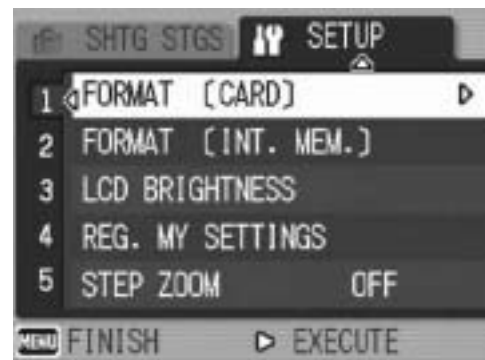 SHTG STGS SETUP
1 FORMAT [CARD]
2 FORMAT [INT. MEM.]
3 LCD BRIGHTNESS
4 REG. MY SETTINGS
5 STEP ZOOM OFF
MENU FINISH EXECUTE